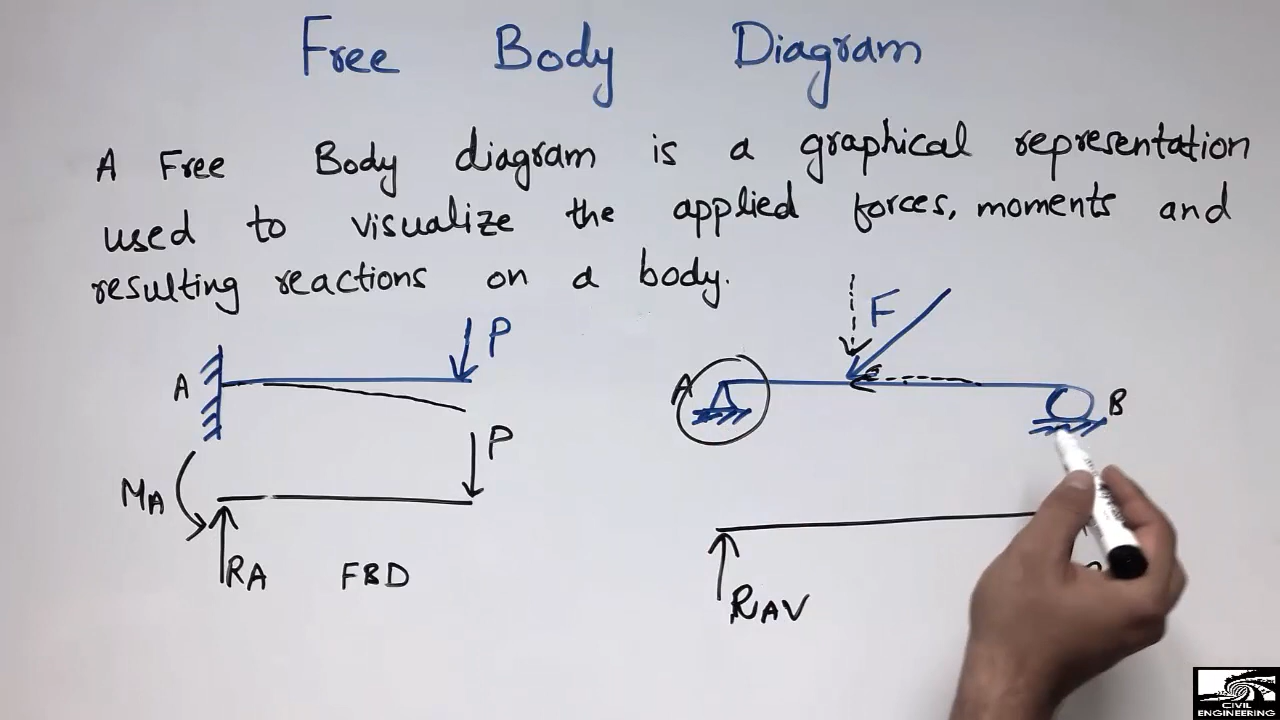 Free Body Diagram
A Free Body diagram is a graphical representation
used to visualize the applied forces, moments and
resulting reactions on a body.
P
A
P
MA
RA FBD
F
A
B
RAV
CIVIL
ENGINEERING